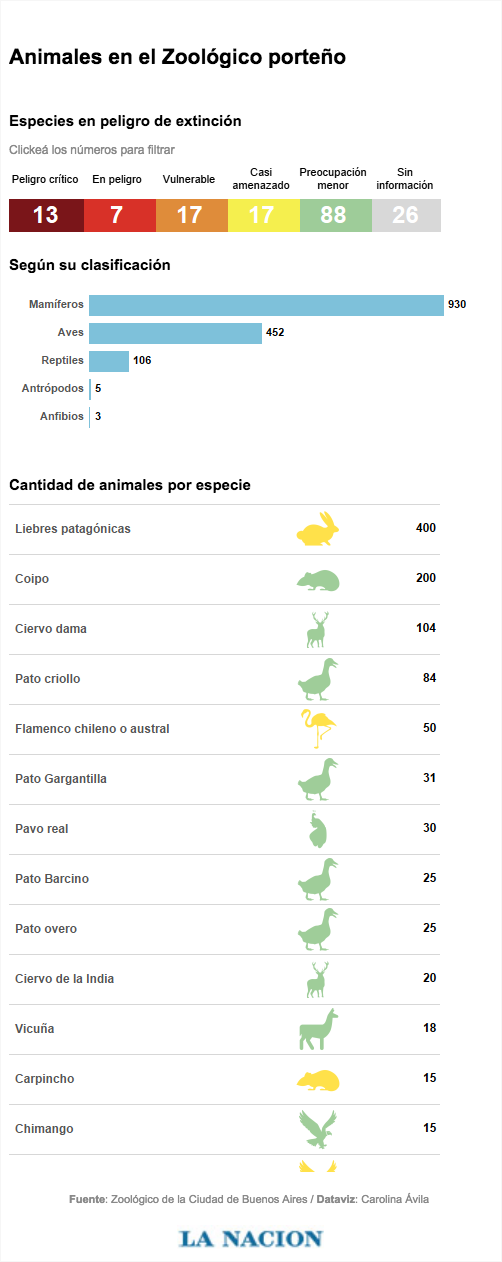 Animales en el Zoológico porteño
Especies en peligro de extinción
Clickeá los números para filtrar
Peligro crítico En peligro Vulnerable Casi amenazado Preocupación menor Sin información
13 7 17 17 88 26
Según su clasificación
Mamíferos 930
Aves 452
Reptiles 106
Antrópodos 5
Anfibios 3
Cantidad de animales por especie
Liebres patagónicas 400
Coipo 200
Ciervo dama 104
Pato criollo 84
Flamenco chileno o austral 50
Pato Gargantilla 31
Pavo real 30
Pato Barcino 25
Pato overo 25
Ciervo de la India 20
Vicuña 18
Carpincho 15
Chimango 15
Fuente: Zoológico de la Ciudad de Buenos Aires / Dataviz: Carolina Ávila
LA NACION